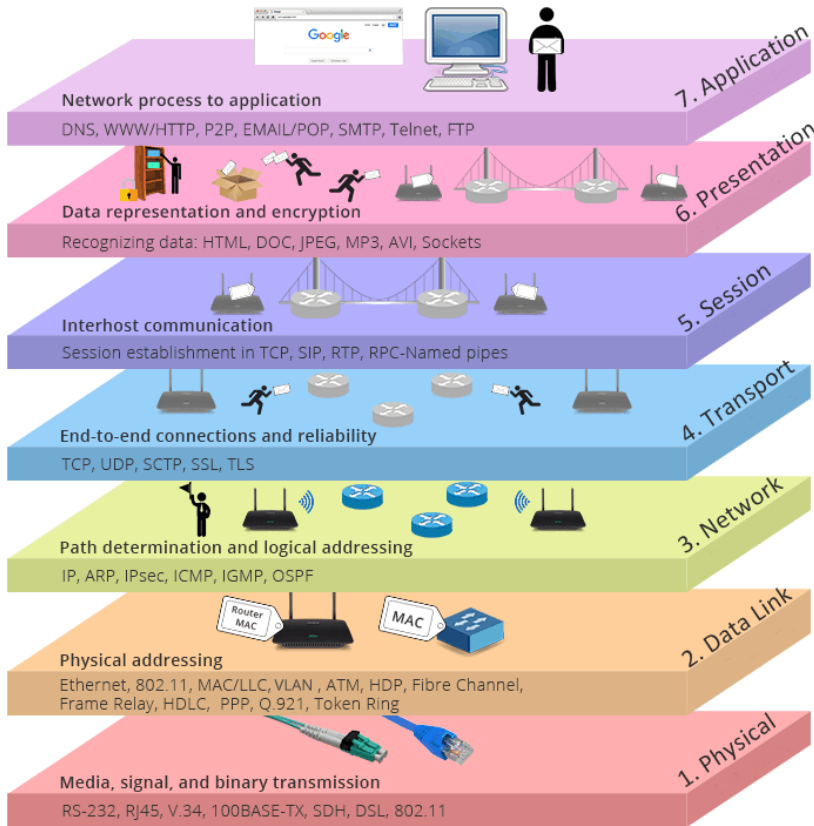 Google
7. Application
Network process to application
DNS, WWW/HTTP, P2P, EMAIL/POP, SMTP, Telnet, FTP
6. Presentation
Data representation and encryption
Recognizing data: HTML, DOC, JPEG, MP3, AVI, Sockets
5. Session
Interhost communication
Session establishment in TCP, SIP, RTP, RPC-Named pipes
4. Transport
End-to-end connections and reliability
TCP, UDP, SCTP, SSL, TLS
3. Network
Path determination and logical addressing
IP, ARP, IPsec, ICMP, IGMP, OSPF
Router
MAC
MAC
2. Data Link
Physical addressing
Ethernet, 802.11, MAC/LLC, VLAN , ATM, HDP, Fibre Channel,
Frame Relay, HDLC, PPP, Q.921, Token Ring
1. Physical
Media, signal, and binary transmission
RS-232, RJ45, V.34, 100BASE-TX, SDH, DSL, 802.11